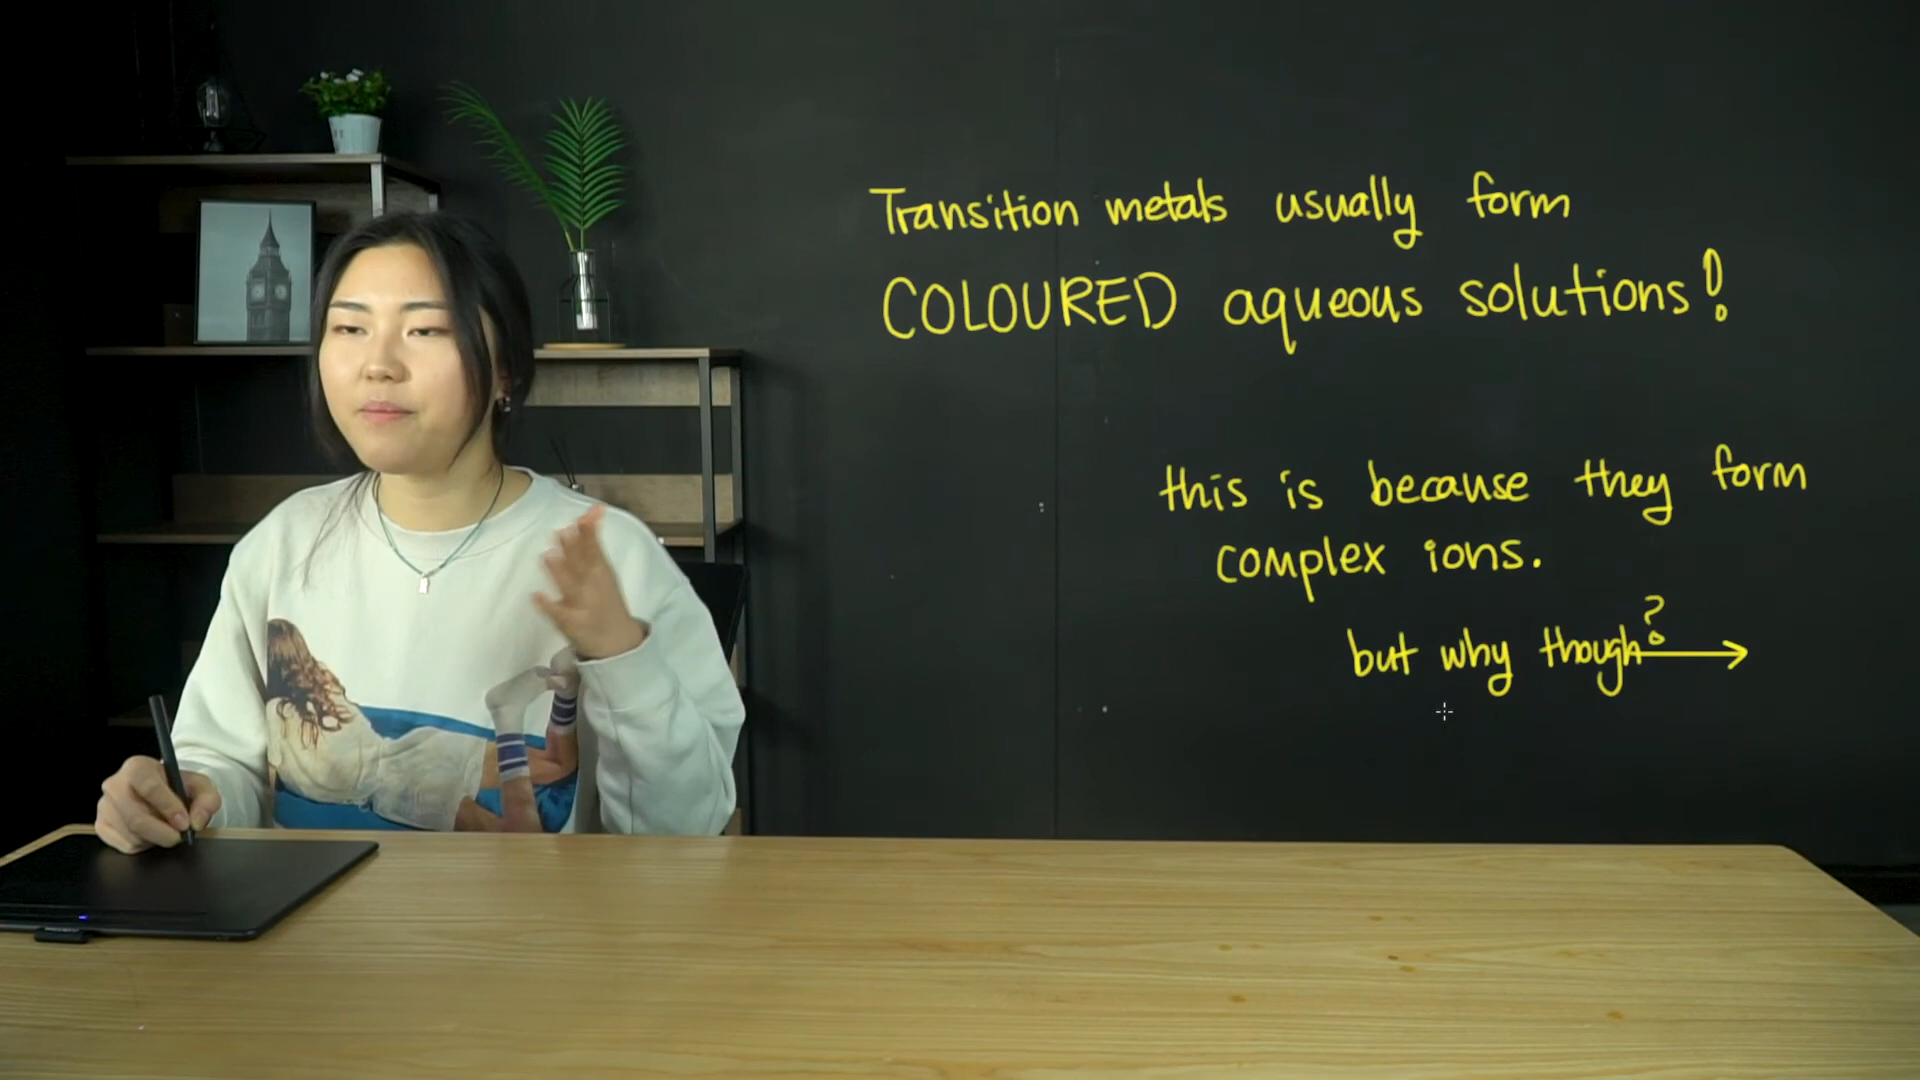 Transition metals usually form
COLOURED aqueous solutions!
this is because they form
complex ions.
but why though?